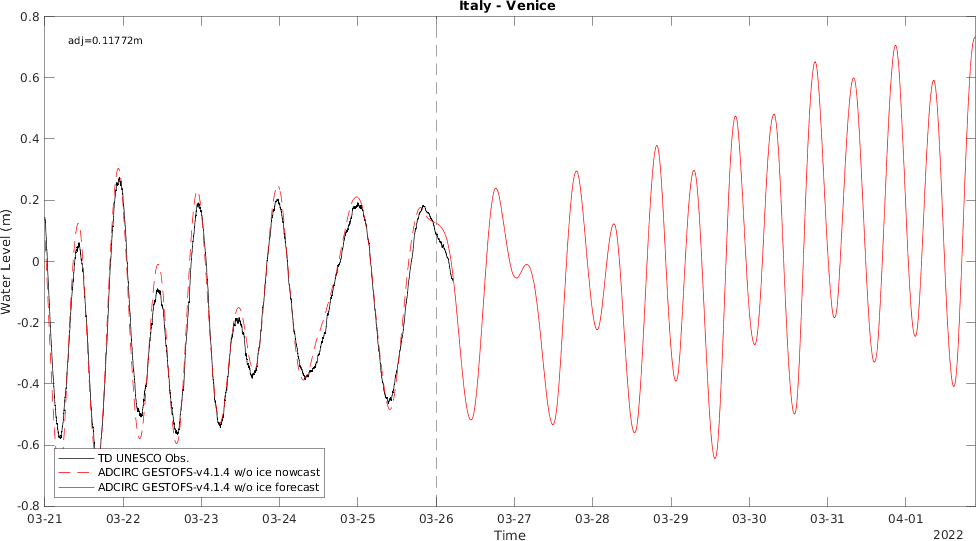 Italy - Venice
adj=0.11772m
0.8
0.6
0.4
0.2
0
-0.2
-0.4
-0.6
-0.8
Water Level (m)
TD UNESCO Obs.
ADCIRC GESTOFS-v4.1.4 w/o ice nowcast
ADCIRC GESTOFS-v4.1.4 w/o ice forecast
03-21 03-22 03-23 03-24 03-25 03-26 03-27 03-28 03-29 03-30 03-31 04-01
Time
2022